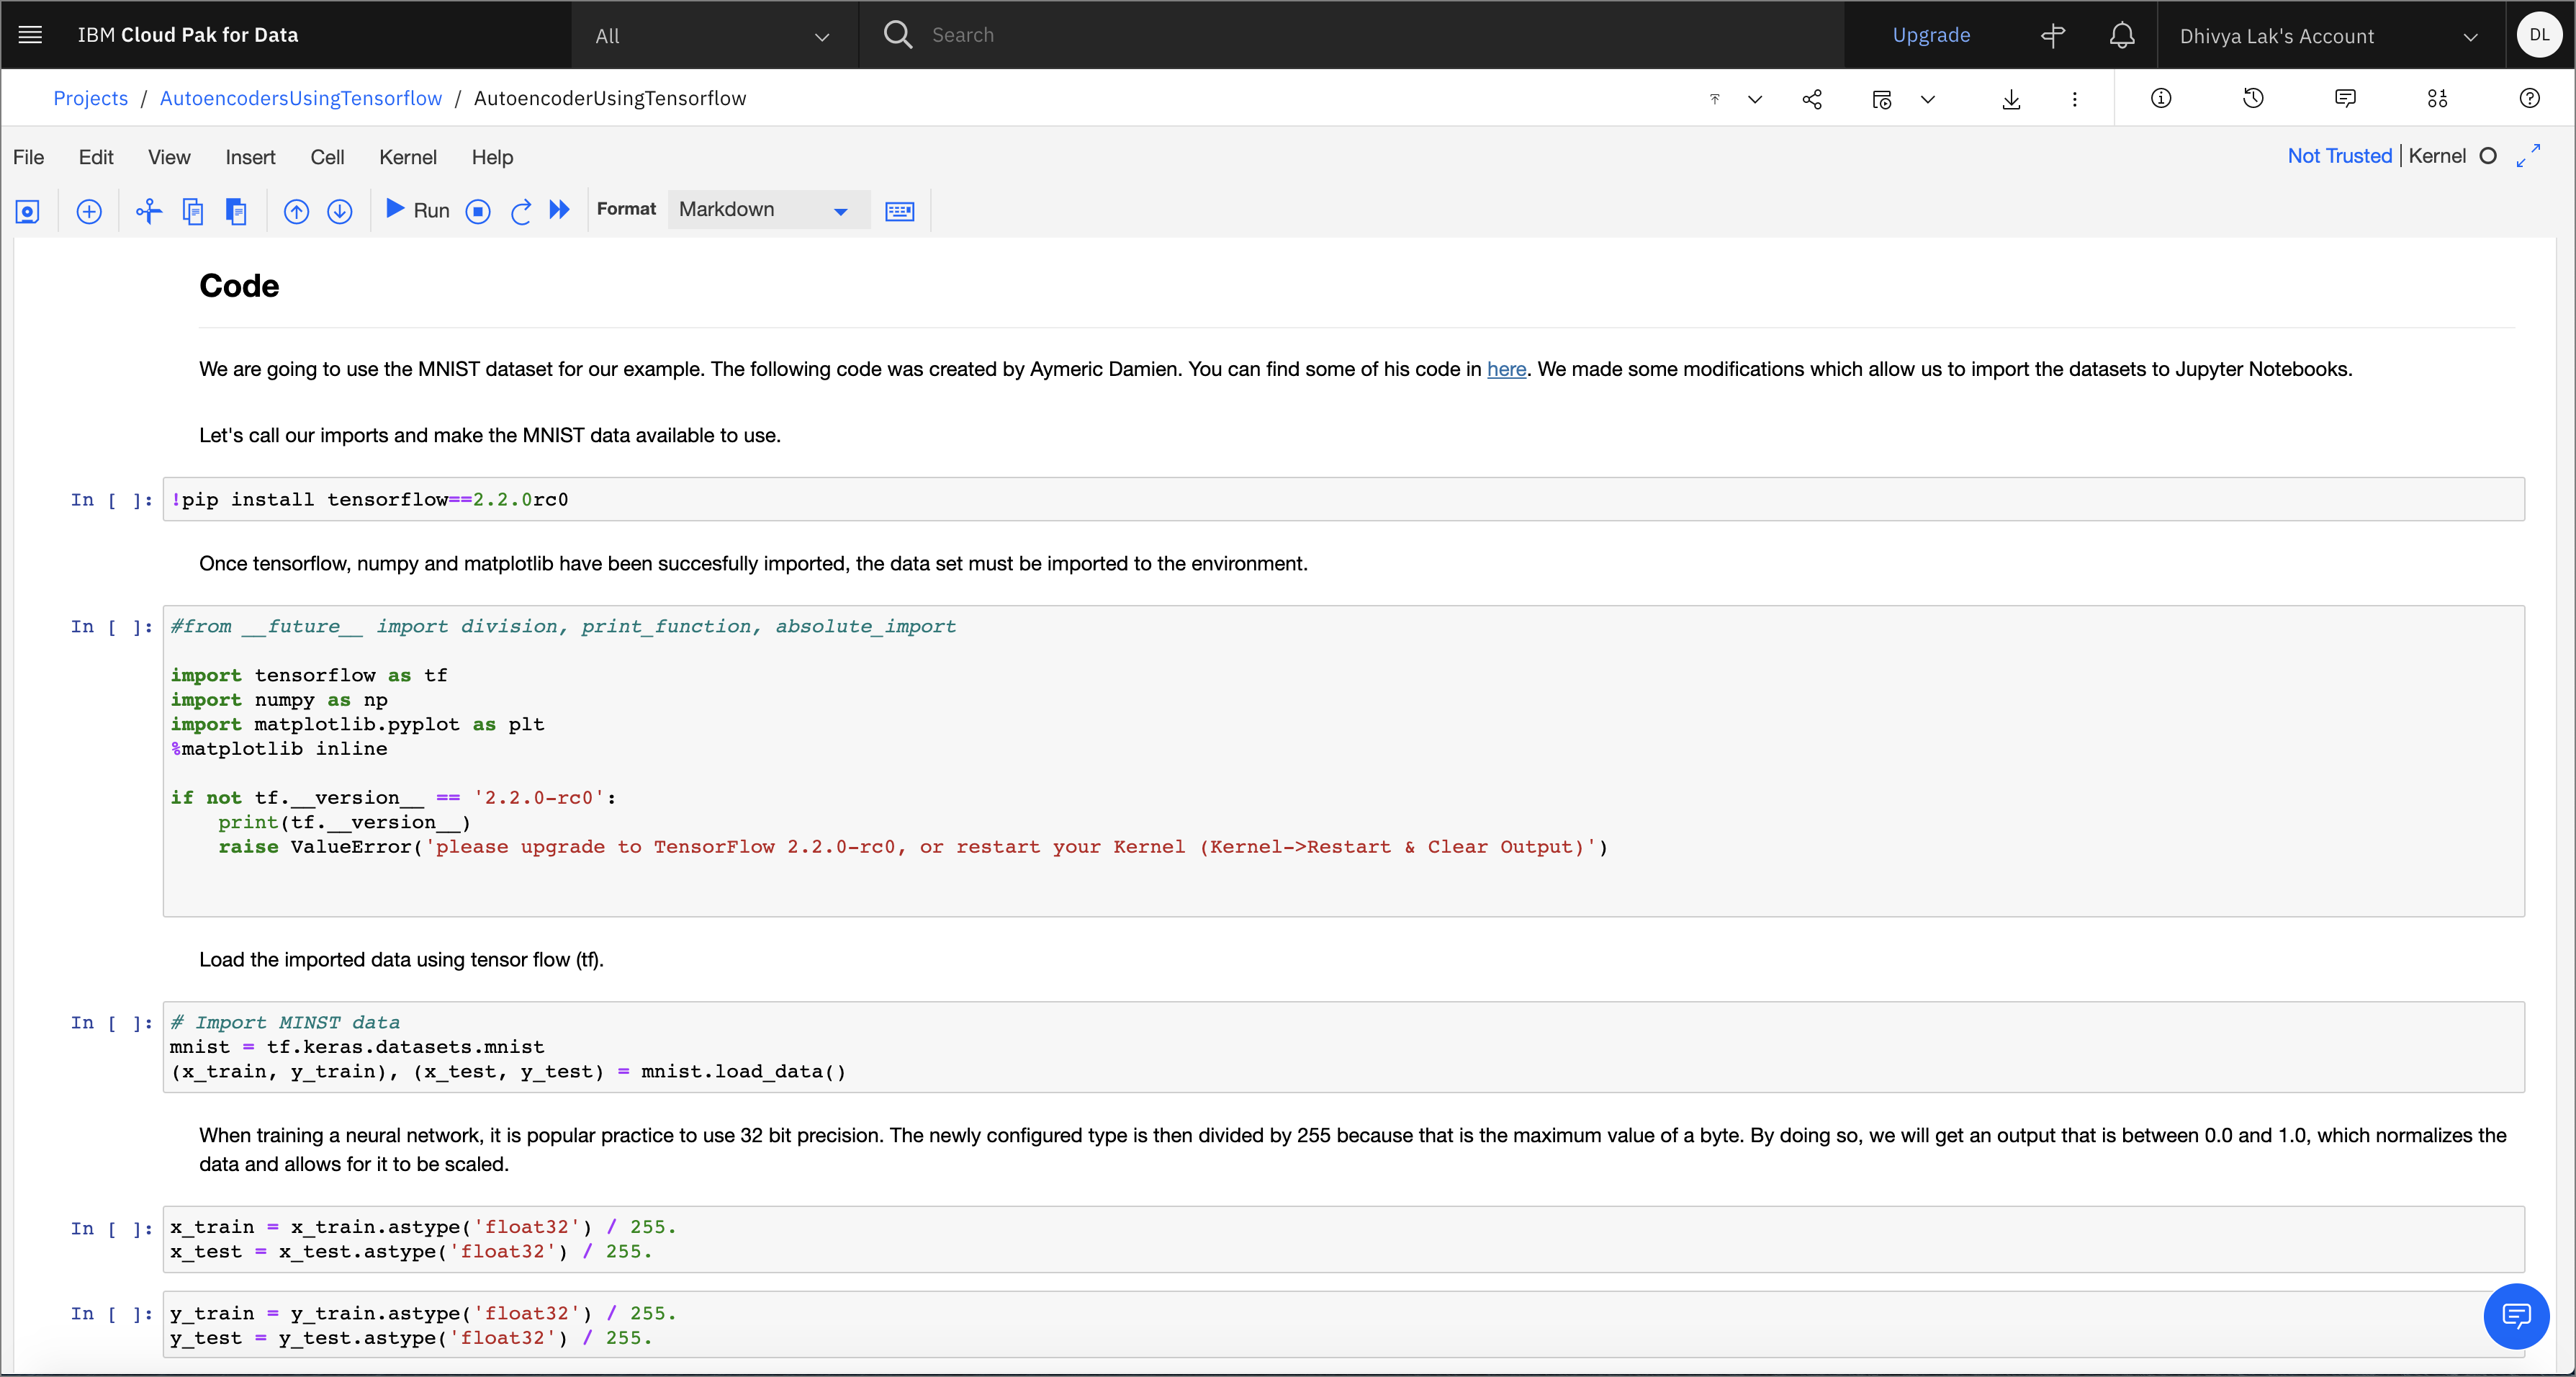 IBM Cloud Pak for Data
All
Search
Upgrade
Dhivya Lak's Account
DL
Projects / AutoencodersUsingTensorflow / AutoencoderUsingTensorflow
File Edit View Insert Cell Kernel Help
Not Trusted | Kernel
Run
Format
Markdown
Code
We are going to use the MNIST dataset for our example. The following code was created by Aymeric Damien. You can find some of his code in here. We made some modifications which allow us to import the datasets to Jupyter Notebooks.
Let's call our imports and make the MNIST data available to use.
In [ ]: !pip install tensorflow==2.2.0rc0
Once tensorflow, numpy and matplotlib have been succesfully imported, the data set must be imported to the environment.
In [ ]: #from __future__ import division, print_function, absolute_import
import tensorflow as tf
import numpy as np
import matplotlib.pyplot as plt
%matplotlib inline
if not tf.__version__ == '2.2.0-rc0':
    print(tf.__version__)
    raise ValueError('please upgrade to TensorFlow 2.2.0-rc0, or restart your Kernel (Kernel->Restart & Clear Output)')
Load the imported data using tensor flow (tf).
In [ ]: # Import MINST data
mnist = tf.keras.datasets.mnist
(x_train, y_train), (x_test, y_test) = mnist.load_data()
When training a neural network, it is popular practice to use 32 bit precision. The newly configured type is then divided by 255 because that is the maximum value of a byte. By doing so, we will get an output that is between 0.0 and 1.0, which normalizes the
data and allows for it to be scaled.
In [ ]: x_train = x_train.astype('float32') / 255.
x_test = x_test.astype('float32') / 255.
In [ ]: y_train = y_train.astype('float32') / 255.
y_test = y_test.astype('float32') / 255.